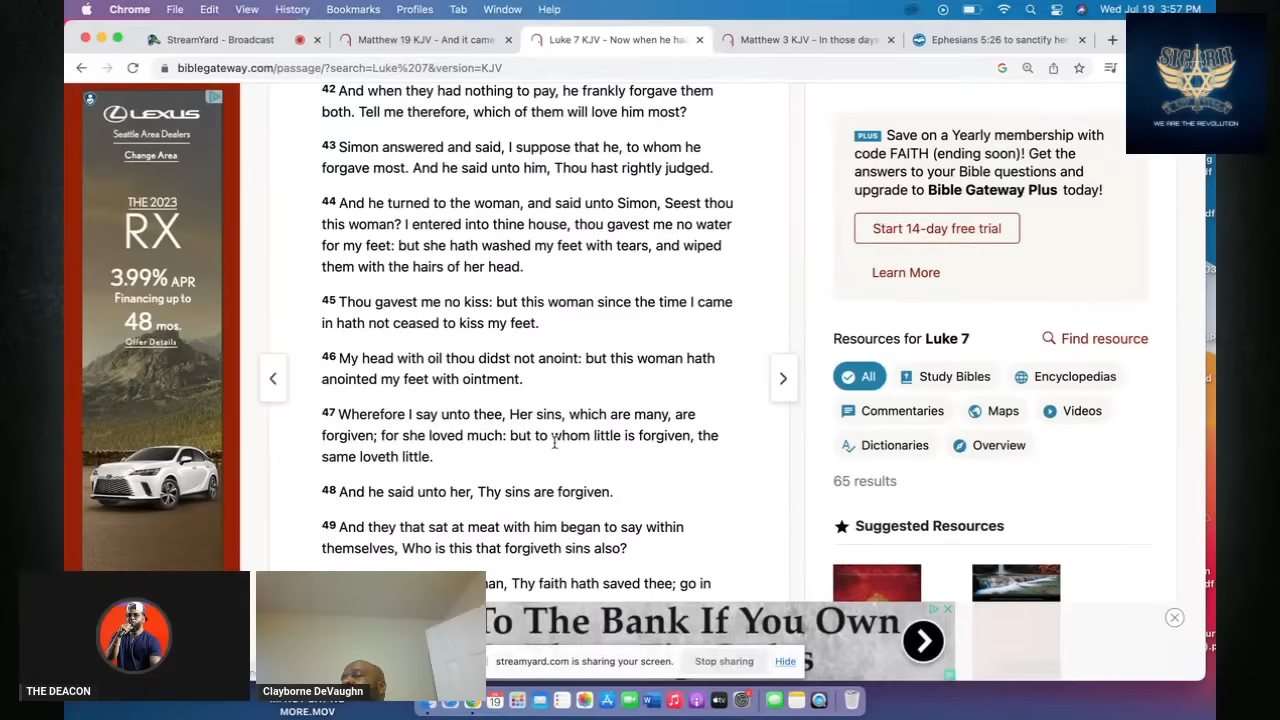 Chrome File Edit View History Bookmarks Profiles Tab Window Help
Wed Jul 19 3:57 PM
StreamYard - Broadcast
Matthew 19 KJV - And it came
Luke 7 KJV - Now when he ha
Matthew 3 KJV - In those days
Ephesians 5:26 to sanctify her
biblegateway.com/passage/?search=Luke%207&version=KJV
SICARII
WE ARE THE REVOLUTION
LEXUS
Seattle Area Dealers
Change Area
THE 2023
RX
3.99% APR
Financing up to
48 mos.
Offer Details
42 And when they had nothing to pay, he frankly forgave them
both. Tell me therefore, which of them will love him most?
43 Simon answered and said, I suppose that he, to whom he
forgave most. And he said unto him, Thou hast rightly judged.
44 And he turned to the woman, and said unto Simon, Seest thou
this woman? I entered into thine house, thou gavest me no water
for my feet: but she hath washed my feet with tears, and wiped
them with the hairs of her head.
45 Thou gavest me no kiss: but this woman since the time I came
in hath not ceased to kiss my feet.
46 My head with oil thou didst not anoint: but this woman hath
anointed my feet with ointment.
47 Wherefore I say unto thee, Her sins, which are many, are
forgiven; for she loved much: but to whom little is forgiven, the
same loveth little.
48 And he said unto her, Thy sins are forgiven.
49 And they that sat at meat with him began to say within
themselves, Who is this that forgiveth sins also?
Thy faith hath saved thee; go in
PLUS Save on a Yearly membership with
code FAITH (ending soon)! Get the
answers to your Bible questions and
upgrade to Bible Gateway Plus today!
Start 14-day free trial
Learn More
Resources for Luke 7
Find resource
All Study Bibles Encyclopedias
Commentaries Maps Videos
Dictionaries Overview
65 results
Suggested Resources
To The Bank If You Own
streamyard.com is sharing your screen. Stop sharing Hide
THE DEACON
Clayborne DeVaughn
19
MORE.MOV